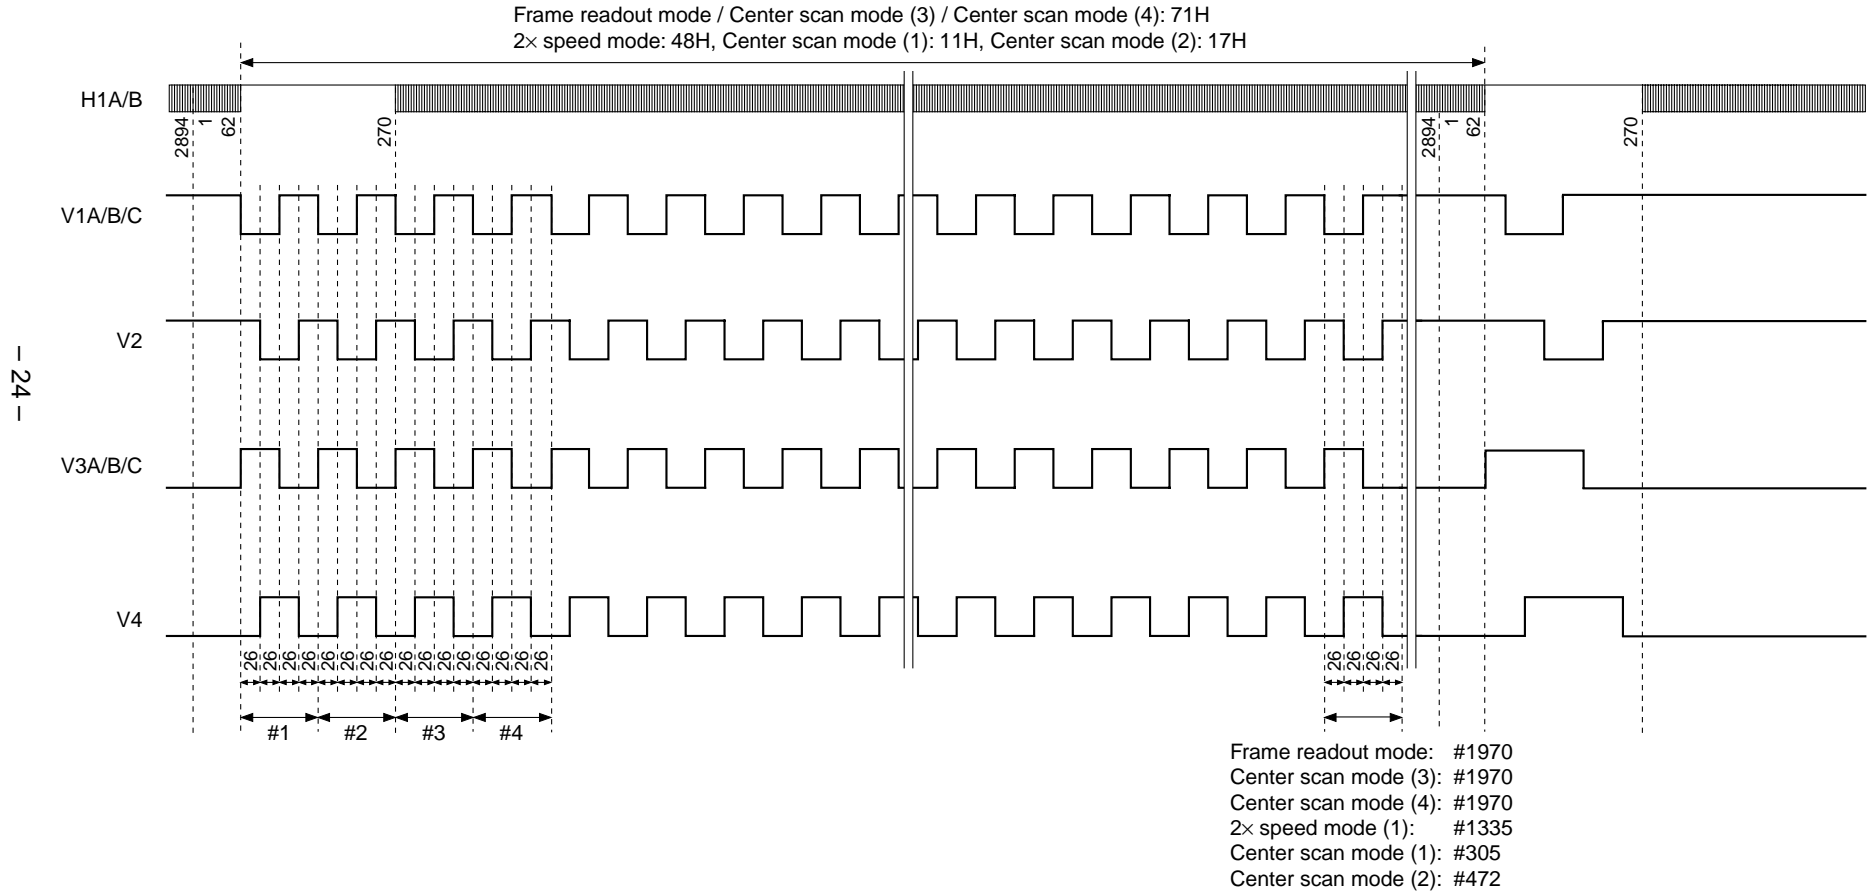 Frame readout mode / Center scan mode (3) / Center scan mode (4): 71H
2× speed mode: 48H, Center scan mode (1): 11H, Center scan mode (2): 17H
H1A/B
2894
1
62
270
2894
1
62
270
V1A/B/C
V2
V3A/B/C
V4
26 26 26 26 26 26 26 26 26 26 26 26 26 26 26 26
26 26 26 26
#1 #2 #3 #4
Frame readout mode: #1970
Center scan mode (3): #1970
Center scan mode (4): #1970
2× speed mode (1): #1335
Center scan mode (1): #305
Center scan mode (2): #472
– 24 –